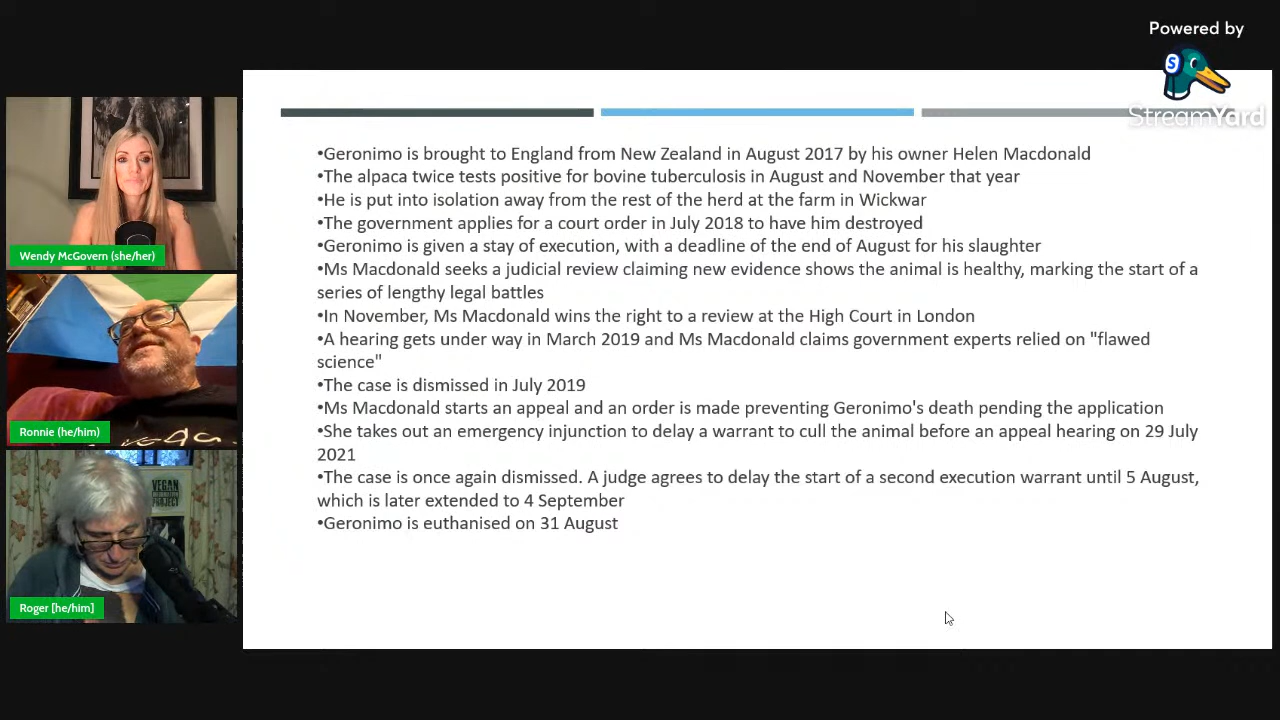 Powered by
StreamYard
•Geronimo is brought to England from New Zealand in August 2017 by his owner Helen Macdonald
•The alpaca twice tests positive for bovine tuberculosis in August and November that year
•He is put into isolation away from the rest of the herd at the farm in Wickwar
•The government applies for a court order in July 2018 to have him destroyed
•Geronimo is given a stay of execution, with a deadline of the end of August for his slaughter
•Ms Macdonald seeks a judicial review claiming new evidence shows the animal is healthy, marking the start of a
series of lengthy legal battles
•In November, Ms Macdonald wins the right to a review at the High Court in London
•A hearing gets under way in March 2019 and Ms Macdonald claims government experts relied on "flawed
science"
•The case is dismissed in July 2019
•Ms Macdonald starts an appeal and an order is made preventing Geronimo's death pending the application
•She takes out an emergency injunction to delay a warrant to cull the animal before an appeal hearing on 29 July
2021
•The case is once again dismissed. A judge agrees to delay the start of a second execution warrant until 5 August,
which is later extended to 4 September
•Geronimo is euthanised on 31 August
Wendy McGovern (she/her)
Ronnie (he/him)
VEGAN
INFORMATION
PROJECT
Roger [he/him]